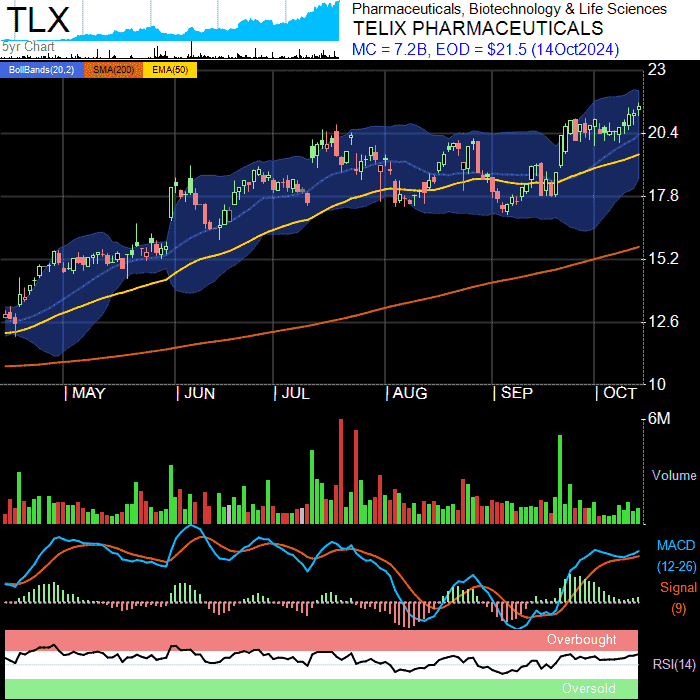 TLX
Pharmaceuticals, Biotechnology & Life Sciences
TELIX PHARMACEUTICALS
MC = 7.2B, EOD = $21.5 (14Oct2024)
5yr Chart
BollBands(20,2) SMA(200) EMA(50)
23
20.4
17.8
15.2
12.6
10
| MAY | JUN | JUL | AUG | SEP | OCT
6M
Volume
MACD
(12-26)
Signal
(9)
Overbought
RSI(14)
Oversold